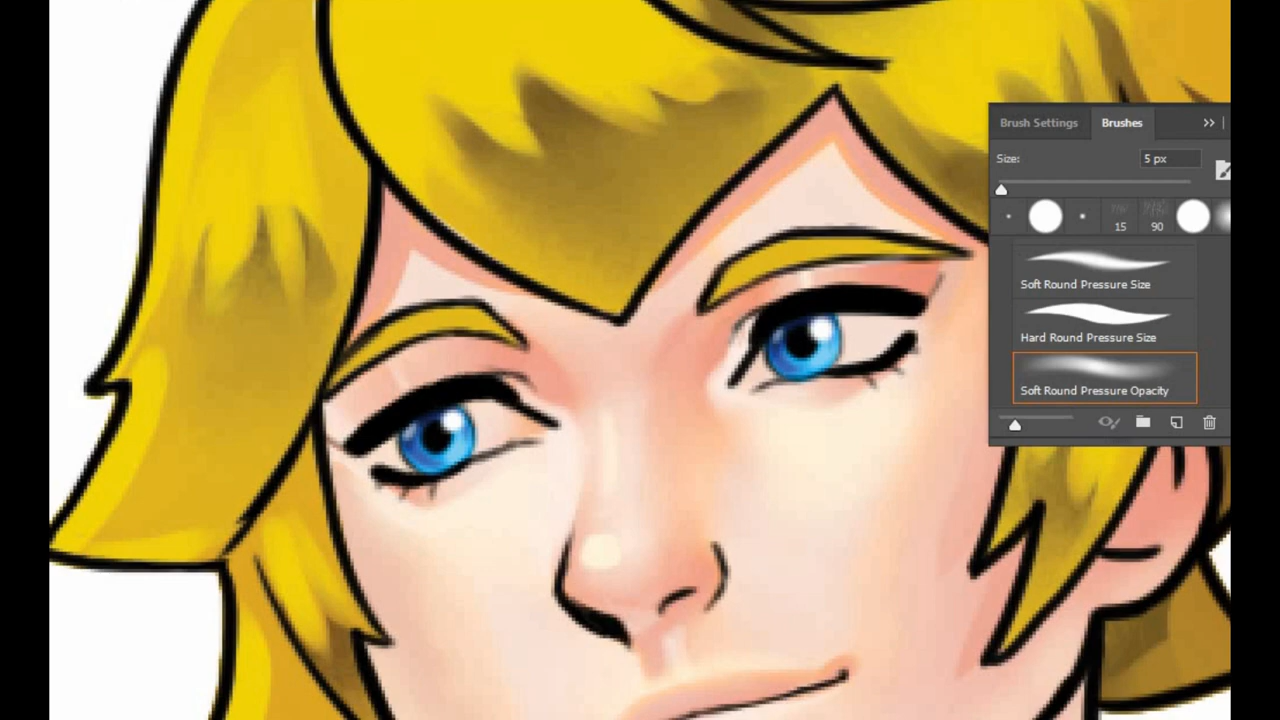 Brush Settings Brushes
Size: 5 px
15 90
Soft Round Pressure Size
Hard Round Pressure Size
Soft Round Pressure Opacity